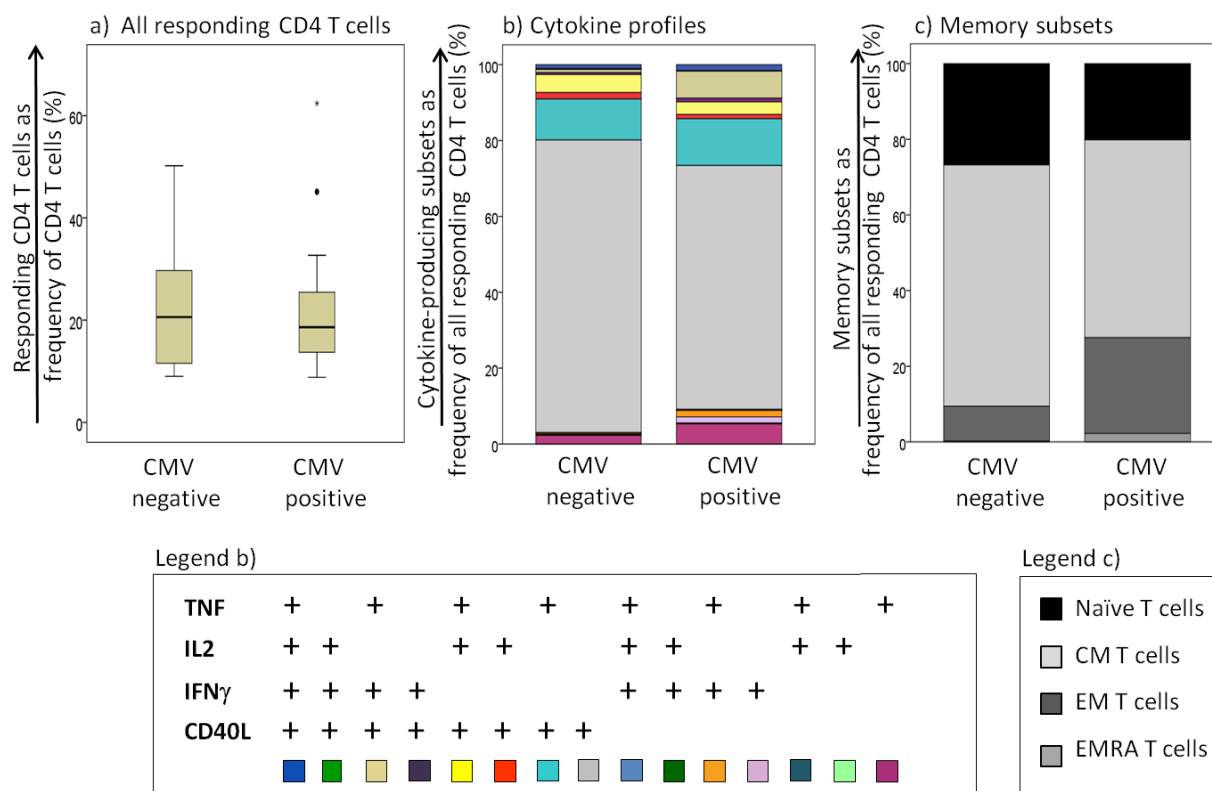 a) All responding CD4 T cells
Responding CD4 T cells as
frequency of CD4 T cells (%)
60
40
20
0
CMV
negative
CMV
positive
b) Cytokine profiles
Cytokine-producing subsets as
frequency of all responding CD4 T cells (%)
100
80
60
40
20
0
CMV
negative
CMV
positive
c) Memory subsets
Memory subsets as
frequency of all responding CD4 T cells (%)
100
80
60
40
20
0
CMV
negative
CMV
positive
Legend b)
TNF + + + + + + + +
IL2 + + + + + + + +
IFNγ + + + + + + + +
CD40L + + + + + + + +
Legend c)
Naïve T cells
CM T cells
EM T cells
EMRA T cells